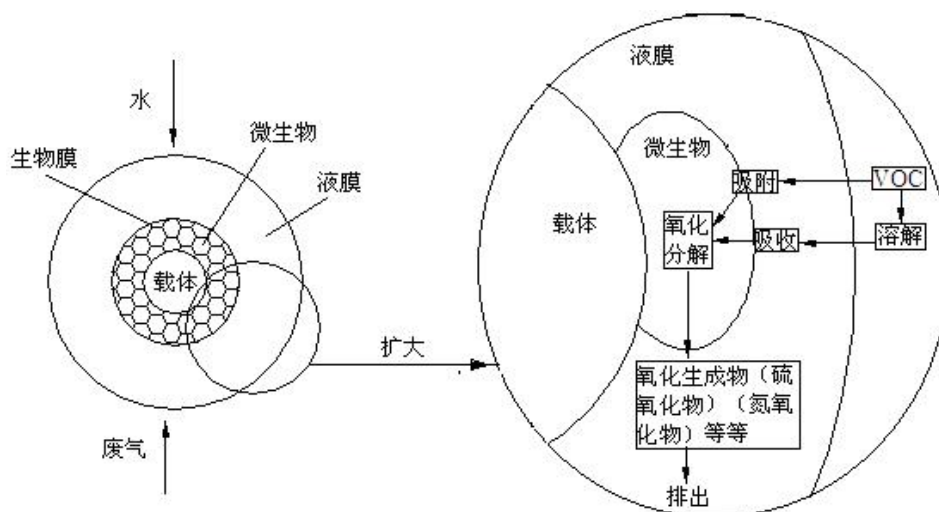 水
生物膜
微生物
液膜
载体
扩大
废气
液膜
微生物
载体
吸附
VOC
氧化
分解
吸收
溶解
氧化生成物（硫
氧化物）（氮氧
化物）等等
排出